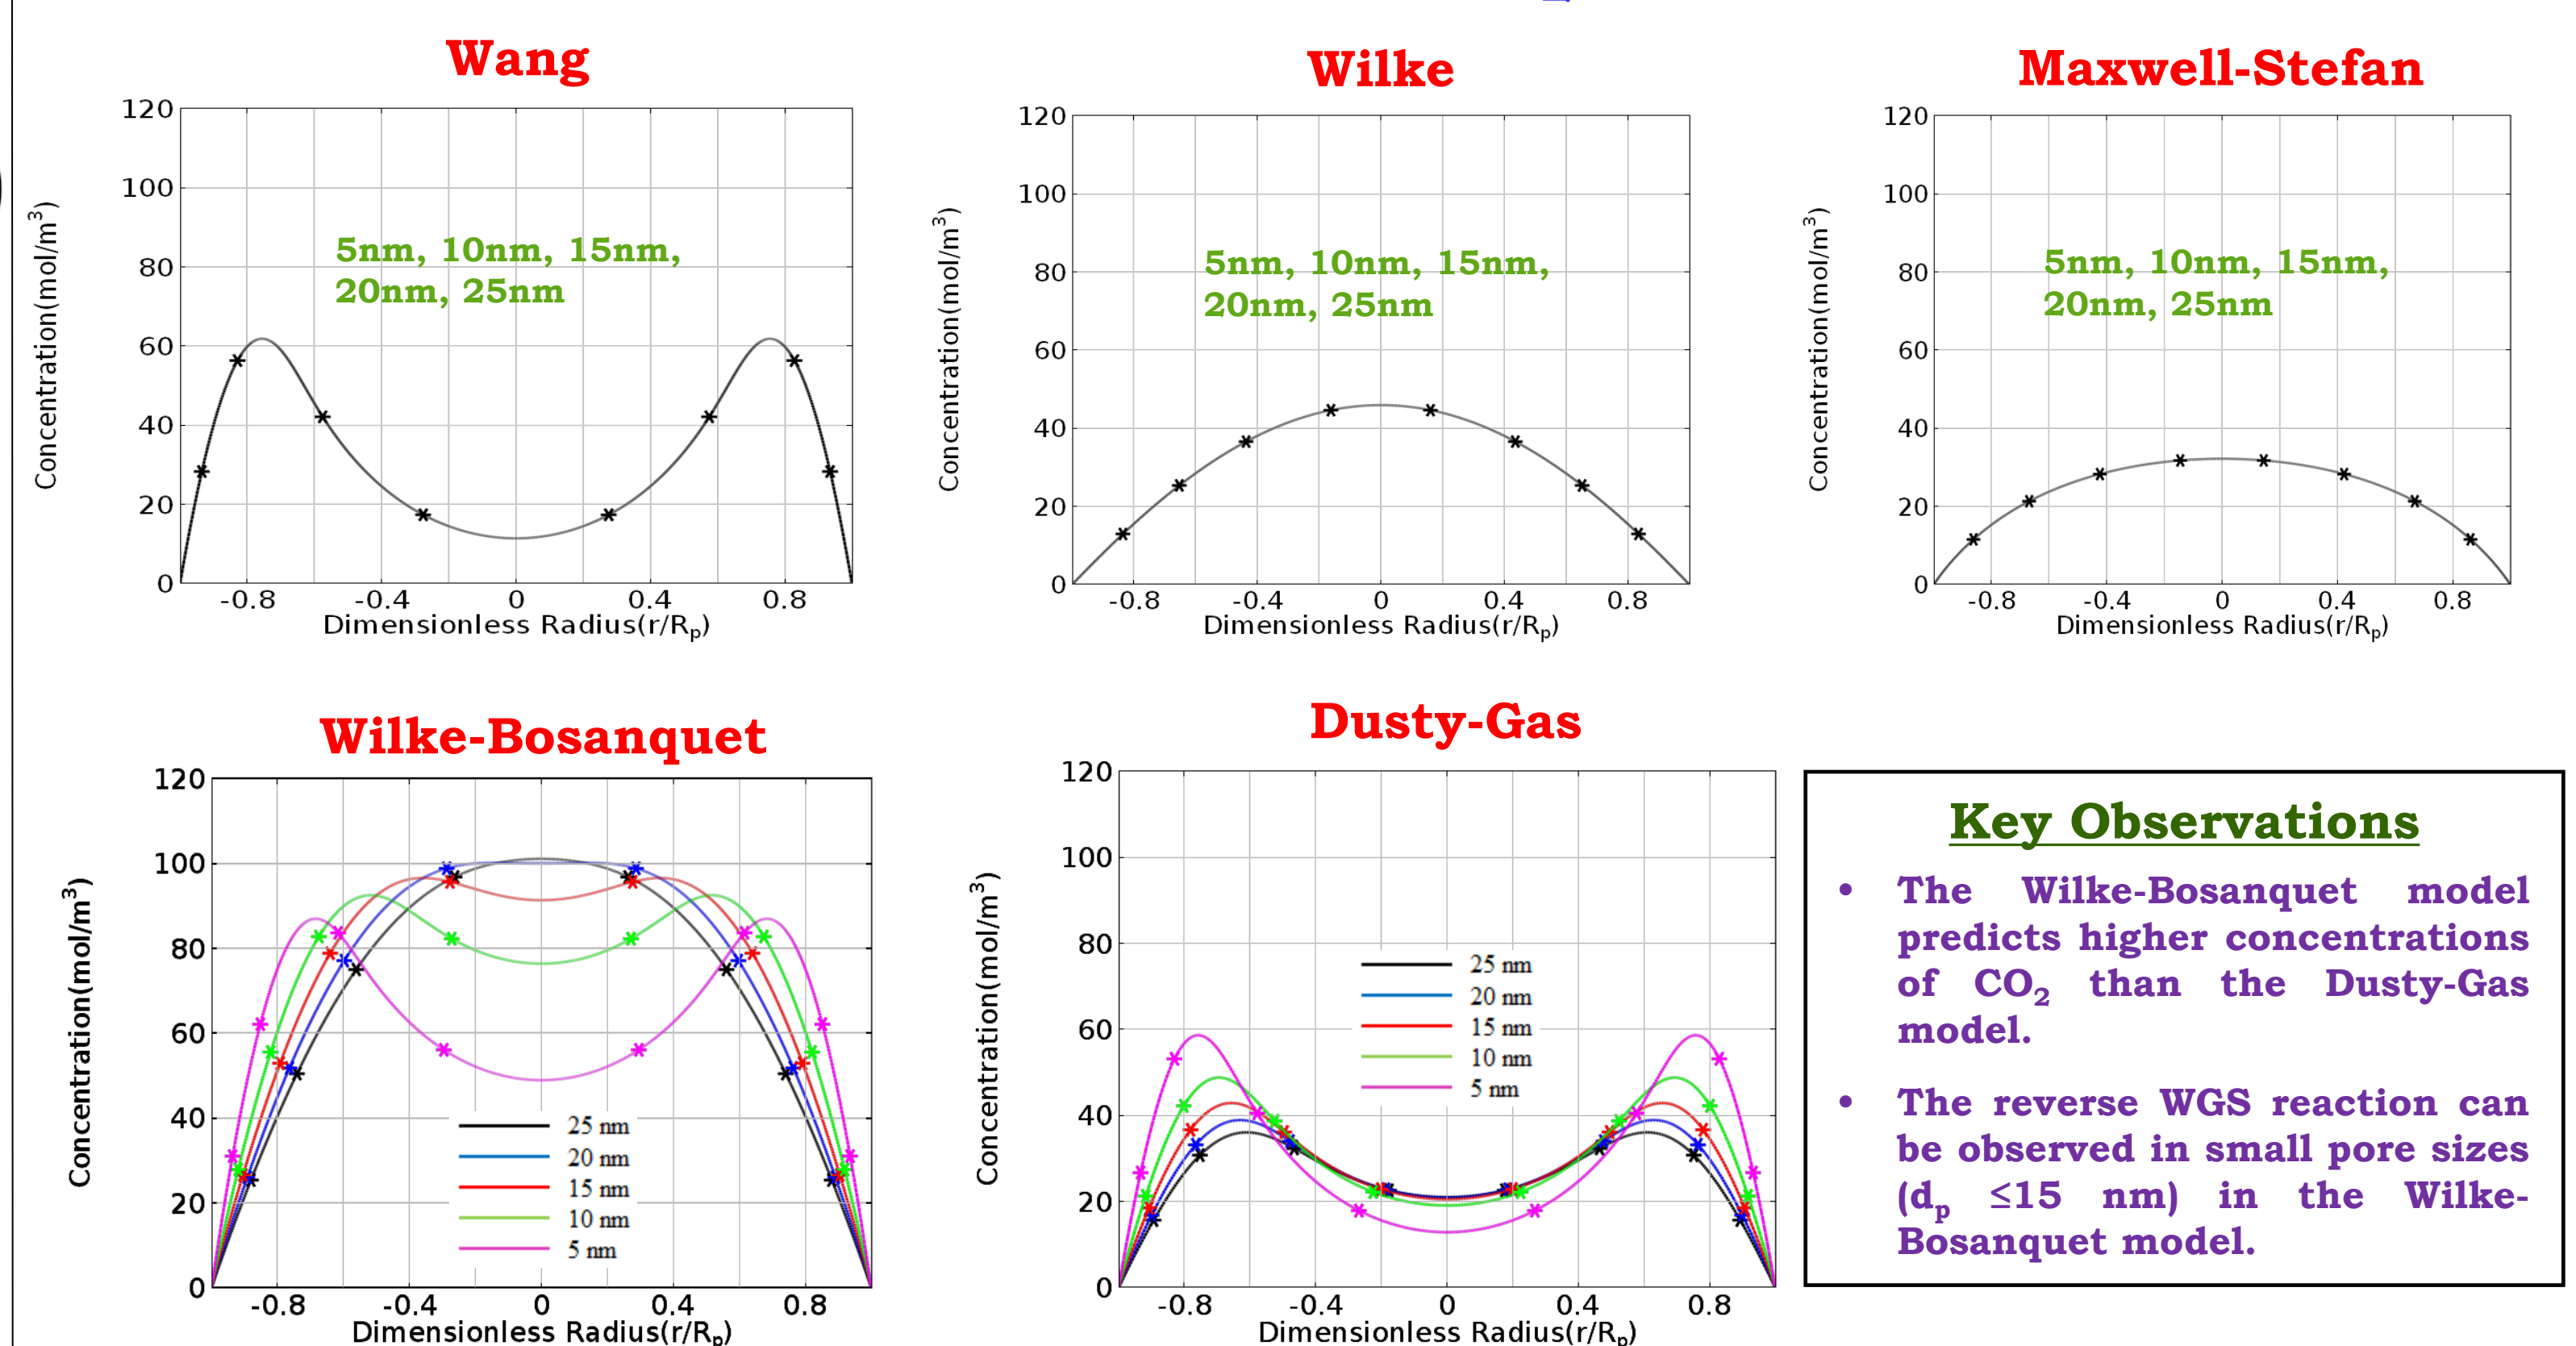 Wang
120
100
80
60
40
20
0
Concentration(mol/m³)
5nm, 10nm, 15nm,
20nm, 25nm
-0.8 -0.4 0 0.4 0.8
Dimensionless Radius(r/Rₚ)
Wilke
120
100
80
60
40
20
0
Concentration(mol/m³)
5nm, 10nm, 15nm,
20nm, 25nm
-0.8 -0.4 0 0.4 0.8
Dimensionless Radius(r/Rₚ)
Maxwell-Stefan
120
100
80
60
40
20
0
Concentration(mol/m³)
5nm, 10nm, 15nm,
20nm, 25nm
-0.8 -0.4 0 0.4 0.8
Dimensionless Radius(r/Rₚ)
Wilke-Bosanquet
120
100
80
60
40
20
0
Concentration(mol/m³)
25 nm
20 nm
15 nm
10 nm
5 nm
-0.8 -0.4 0 0.4 0.8
Dimensionless Radius(r/Rₚ)
Dusty-Gas
120
100
80
60
40
20
0
Concentration(mol/m³)
25 nm
20 nm
15 nm
10 nm
5 nm
-0.8 -0.4 0 0.4 0.8
Dimensionless Radius(r/Rₚ)
Key Observations
• The Wilke-Bosanquet model
predicts higher concentrations
of CO₂ than the Dusty-Gas
model.
• The reverse WGS reaction can
be observed in small pore sizes
(dₚ ≤15 nm) in the Wilke-
Bosanquet model.